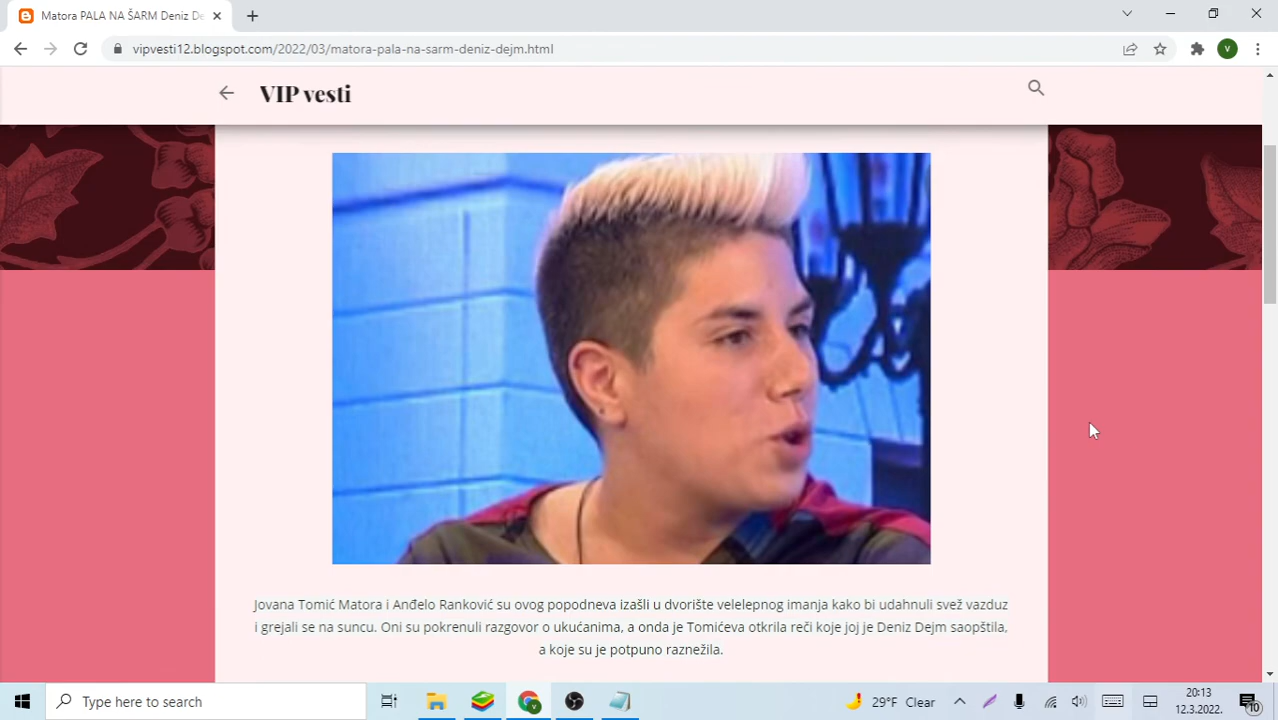 Matora PALA NA ŠARM Deniz De
vipvesti12.blogspot.com/2022/03/matora-pala-na-sarm-deniz-dejm.html
V
VIP vesti
Jovana Tomić Matora i Anđelo Ranković su ovog popodneva izašli u dvorište velelepnog imanja kako bi udahnuli svež vazduz
i grejali se na suncu. Oni su pokrenuli razgovor o ukućanima, a onda je Tomićeva otkrila reči koje joj je Deniz Dejm saopštila,
a koje su je potpuno raznežila.
Type here to search
29°F Clear
20:13
12.3.2022.
10